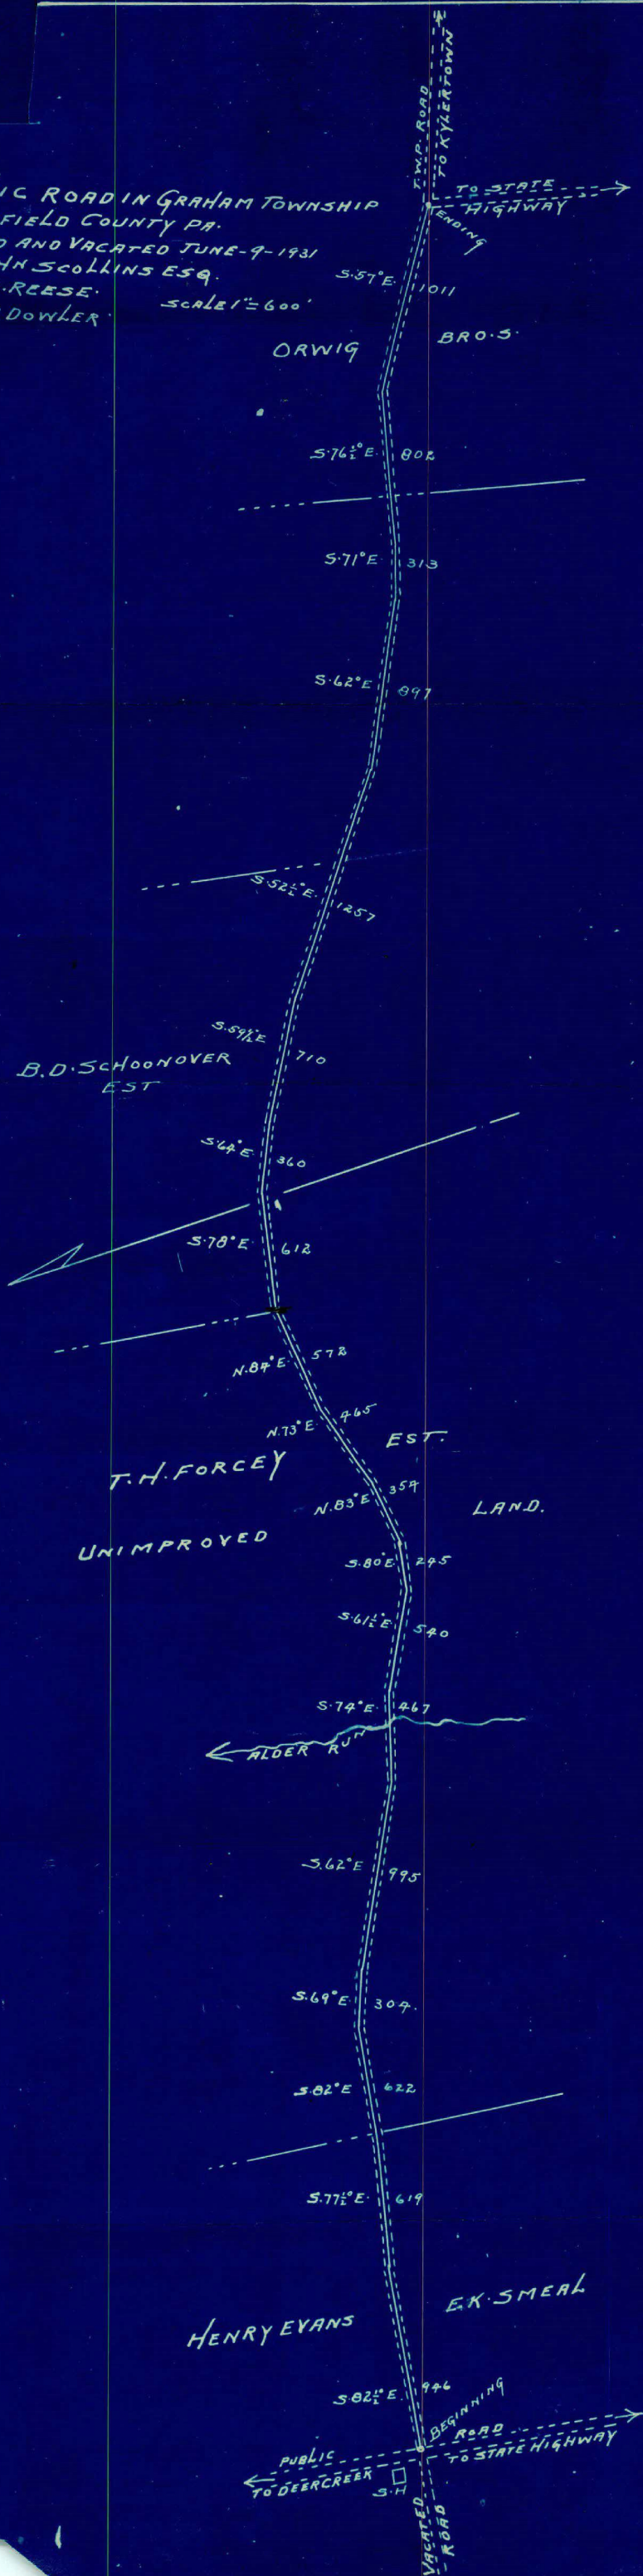 T.W.P. ROAD
TO KYLERTOWN
TO STATE
HIGHWAY
ENDING
IC ROAD IN GRAHAM TOWNSHIP
FIELD COUNTY PA.
D AND VACATED JUNE-9-1931
HN SCOLLINS ESQ.
.REESE.
DOWLER.
SCALE 1"=600'
S.57°E. 1011
ORWIG BRO.S.
S.76½°E. 802
S.71°E. 313
S.62°E. 897
S.52½°E. 1257
S.59½°E 710
B.D. SCHOONOVER
EST
S.64°E. 360
S.78°E. 612
N.84°E. 572
N.73°E. 465
EST.
T.H. FORCEY
N.83°E. 354
LAND.
UNIMPROVED
S.80°E. 245
S.61½°E. 540
S.74°E. 467
ALDER RUN
S.62°E. 995
S.69°E. 304.
S.82°E 622
S.77½°E. 619
E.K. SMEAL
HENRY EVANS
S.82½°E. 946
BEGINNING
PUBLIC ROAD
TO DEERCREEK TO STATE HIGHWAY
S.H
VACATED
ROAD